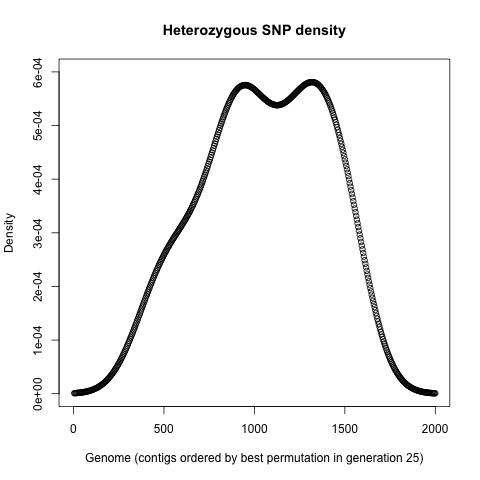 Heterozygous SNP density
6e-04
5e-04
4e-04
3e-04
2e-04
1e-04
0e+00
Density
0 500 1000 1500 2000
Genome (contigs ordered by best permutation in generation 25)